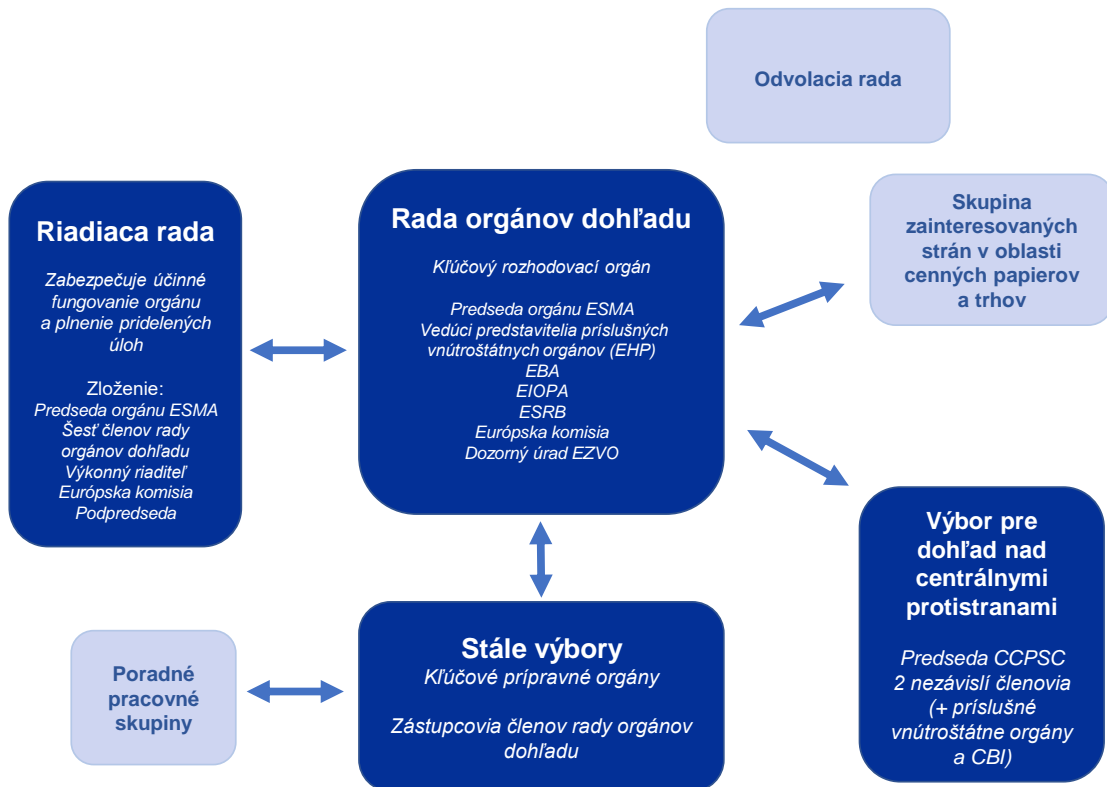 Odvolacia rada
Riadiaca rada
Zabezpečuje účinné
fungovanie orgánu
a plnenie pridelených
úloh
Zloženie:
Predseda orgánu ESMA
Šesť členov rady
orgánov dohľadu
Výkonný riaditeľ
Európska komisia
Podpredseda
Rada orgánov dohľadu
Kľúčový rozhodovací orgán
Predseda orgánu ESMA
Vedúci predstavitelia príslušných
vnútroštátnych orgánov (EHP)
EBA
EIOPA
ESRB
Európska komisia
Dozorný úrad EZVO
Skupina
zainteresovaných
strán v oblasti
cenných papierov
a trhov
Výbor pre
dohľad nad
centrálnymi
protistranami
Predseda CCPSC
2 nezávislí členovia
(+ príslušné
vnútroštátne orgány
a CBI)
Stále výbory
Kľúčové prípravné orgány
Zástupcovia členov rady orgánov
dohľadu
Poradné
pracovné
skupiny